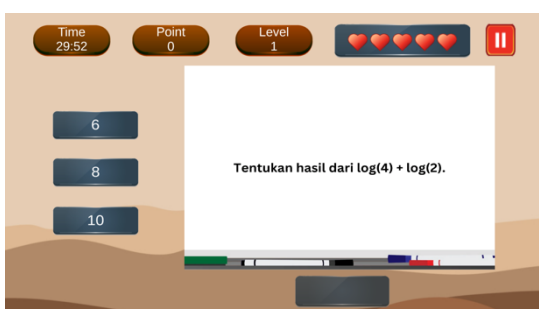 Time
29:52
Point
0
Level
1
6
8
10
Tentukan hasil dari log(4) + log(2).